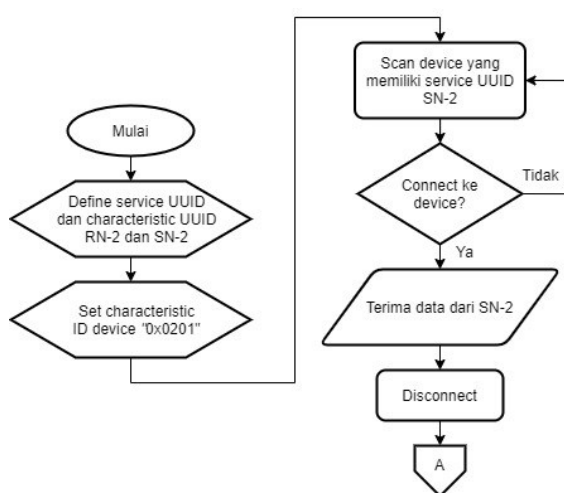 Mulai
Define service UUID
dan characteristic UUID
RN-2 dan SN-2
Set characteristic
ID device "0x0201"
Scan device yang
memiliki service UUID
SN-2
Connect ke
device?
Tidak
Ya
Terima data dari SN-2
Disconnect
A